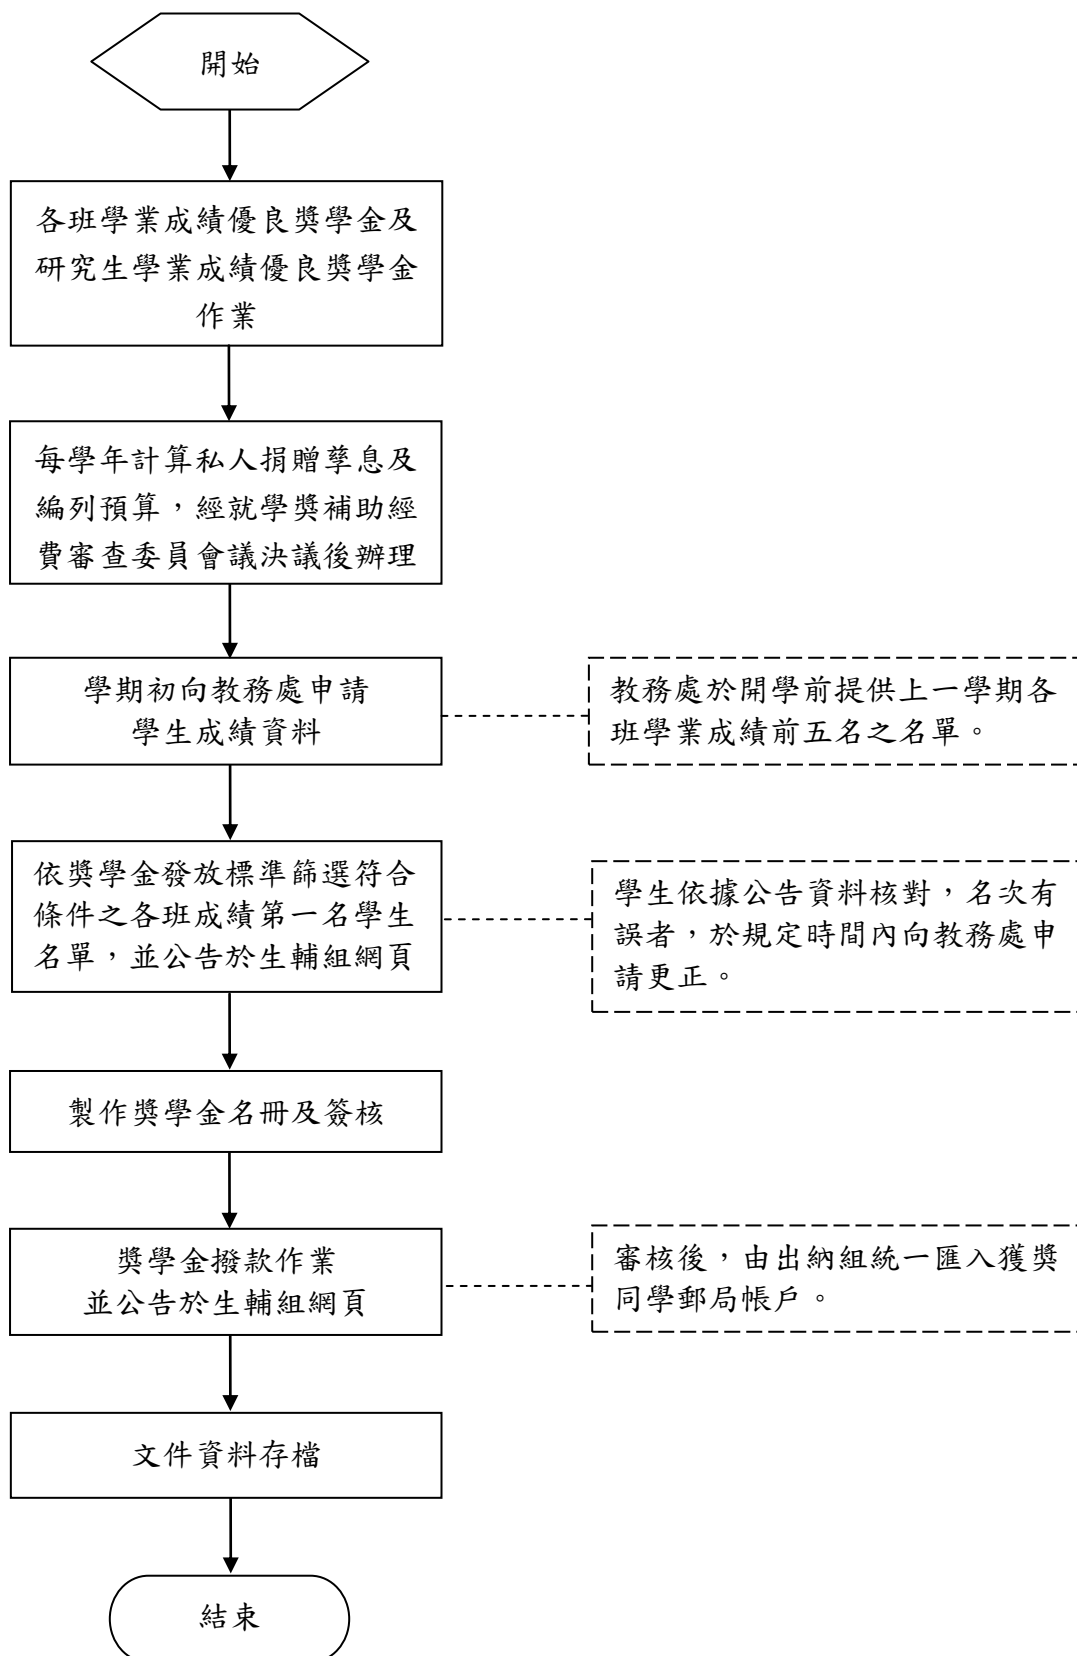 開始
各班學業成績優良獎學金及
研究生學業成績優良獎學金
作業
每學年計算私人捐贈孳息及
編列預算，經就學獎補助經
費審查委員會議決議後辦理
學期初向教務處申請
學生成績資料
教務處於開學前提供上一學期各
班學業成績前五名之名單。
依獎學金發放標準篩選符合
條件之各班成績第一名學生
名單，並公告於生輔組網頁
學生依據公告資料核對，名次有
誤者，於規定時間內向教務處申
請更正。
製作獎學金名冊及簽核
獎學金撥款作業
並公告於生輔組網頁
審核後，由出納組統一匯入獲獎
同學郵局帳戶。
文件資料存檔
結束